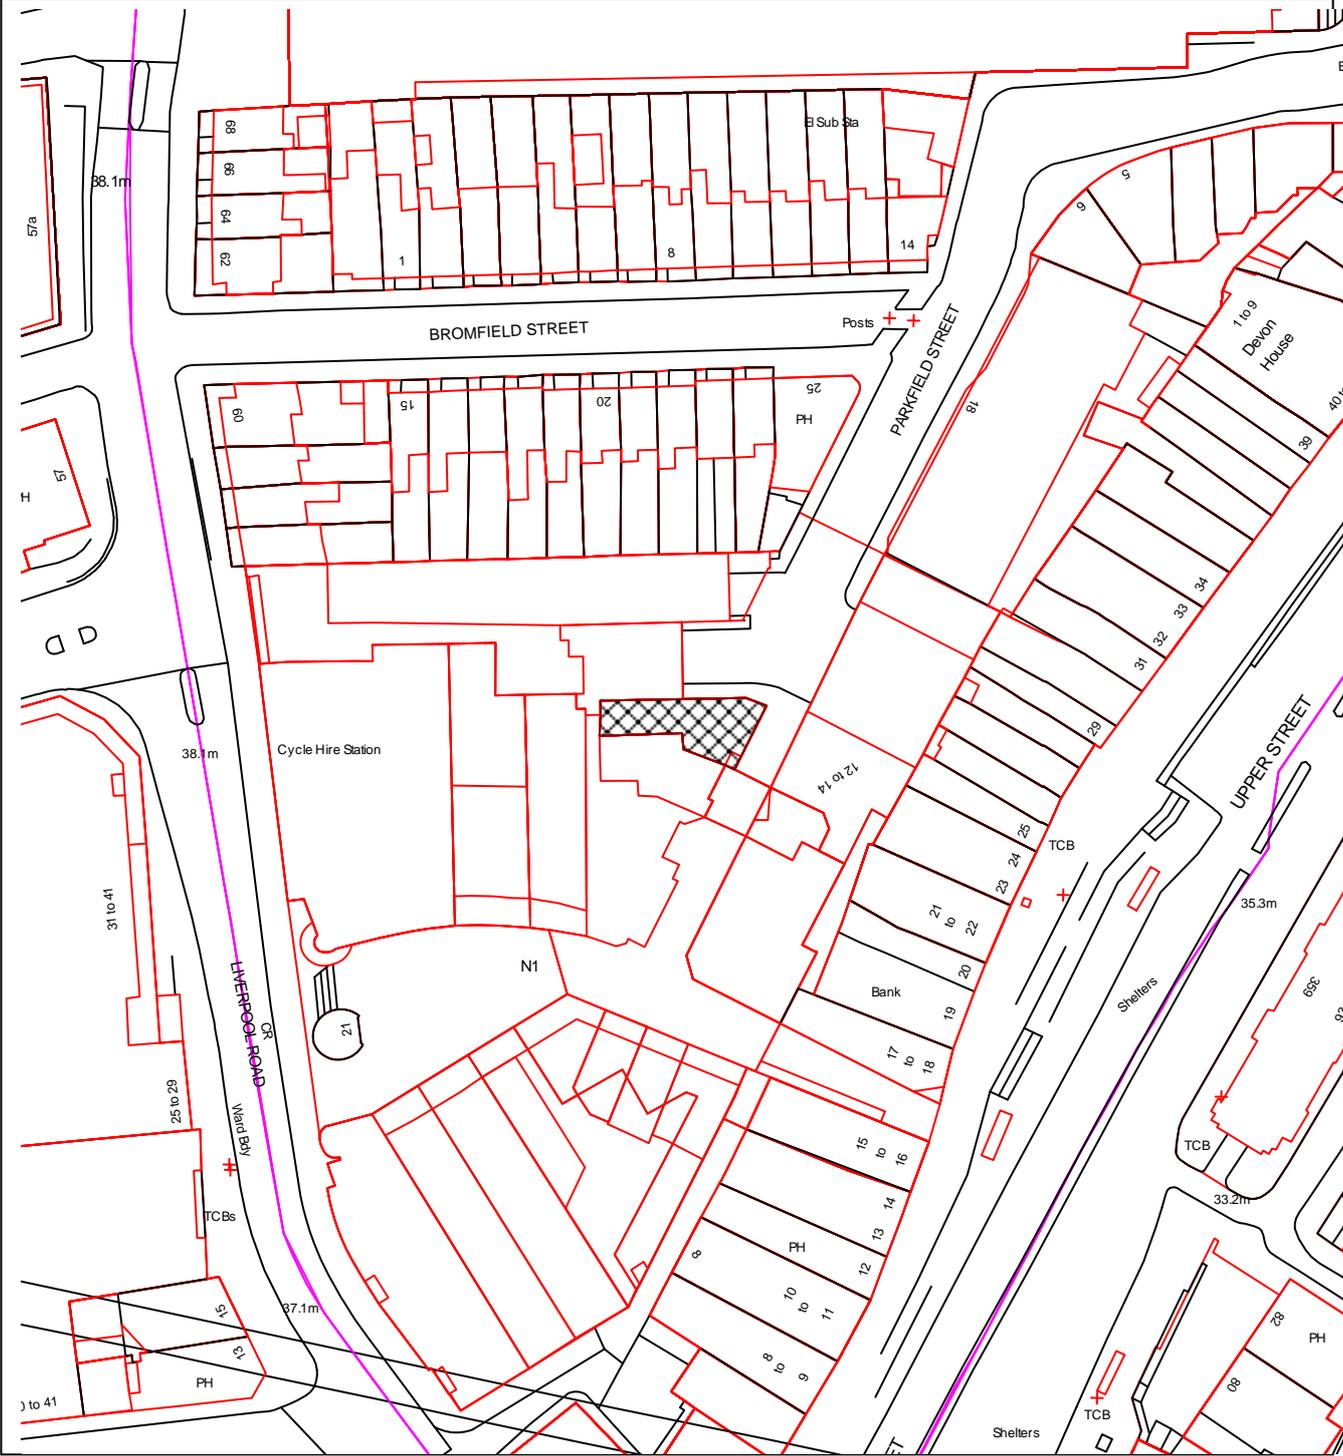 68
El Sub Sta
66
38.1m
5
6
64
57a
62
1
8
14
1 to 9
Devon
House
BROMFIELD STREET
Posts
PARKFIELD STREET
60
15
20
25
PH
18
39
57
H
34
33
32
31
29
UPPER STREET
38.1m
Cycle Hire Station
12 to 14
25
TCB
24
23
21
to
22
35.3m
31 to 41
20
N1
Bank
19
Shelters
359
LIVERPOOL ROAD
CR
21
17
to
18
25 to 29
Ward Bdy
15
to
16
TCB
33.2m
TCBs
14
13
PH
12
8
10
to
11
37.1m
15
13
82
PH
8
to
9
80
PH
TCB
Shelters